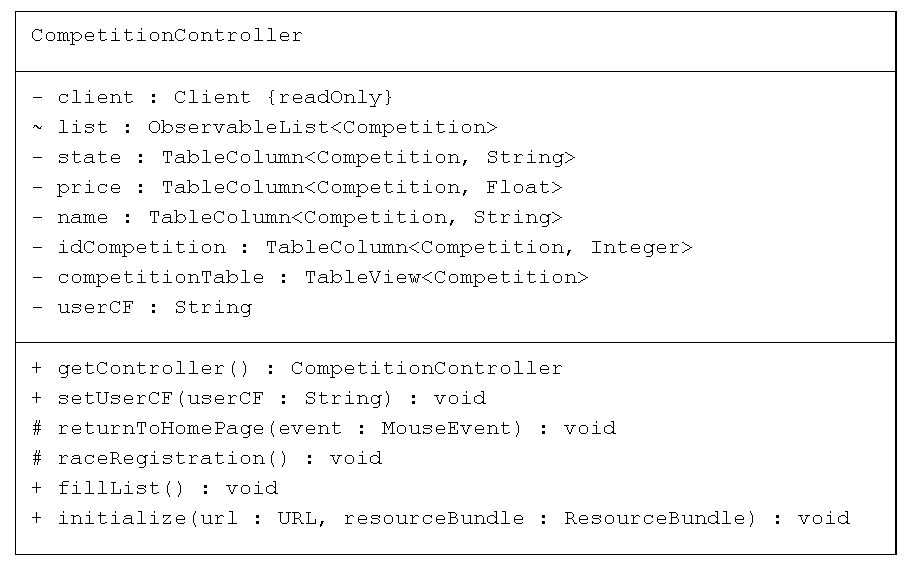 CompetitionController
- client : Client {readOnly}
~ list : ObservableList<Competition>
- state : TableColumn<Competition, String>
- price : TableColumn<Competition, Float>
- name : TableColumn<Competition, String>
- idCompetition : TableColumn<Competition, Integer>
- competitionTable : TableView<Competition>
- userCF : String
+ getController() : CompetitionController
+ setUserCF(userCF : String) : void
# returnToHomePage(event : MouseEvent) : void
# raceRegistration() : void
+ fillList() : void
+ initialize(url : URL, resourceBundle : ResourceBundle) : void